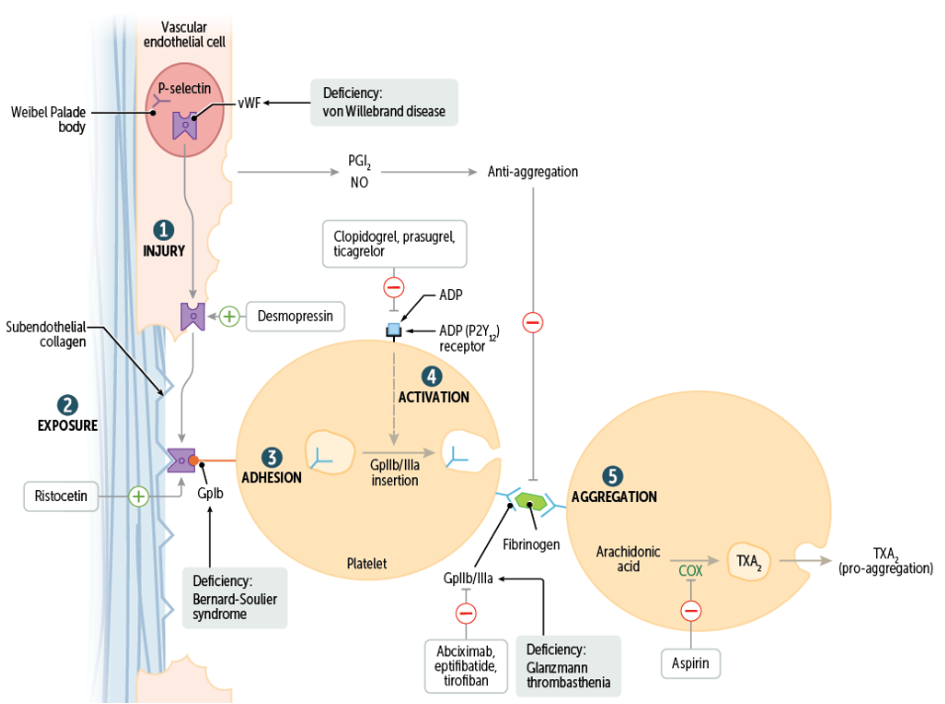 Vascular
endothelial cell
P-selectin
vWF
Deficiency:
von Willebrand disease
Weibel Palade
body
PGI₂
NO
Anti-aggregation
1
INJURY
Clopidogrel, prasugrel,
ticagrelor
−
ADP
ADP (P2Y₁₂)
receptor
−
+
Desmopressin
Subendothelial
collagen
2
EXPOSURE
4
ACTIVATION
3
ADHESION
GpIIb/IIIa
insertion
5
AGGREGATION
Ristocetin
+
GpIb
Fibrinogen
Platelet
Arachidonic
acid
COX
TXA₂
TXA₂
(pro-aggregation)
Deficiency:
Bernard-Soulier
syndrome
GpIIb/IIIa
−
−
Abciximab,
eptifibatide,
tirofiban
Deficiency:
Glanzmann
thrombasthenia
Aspirin